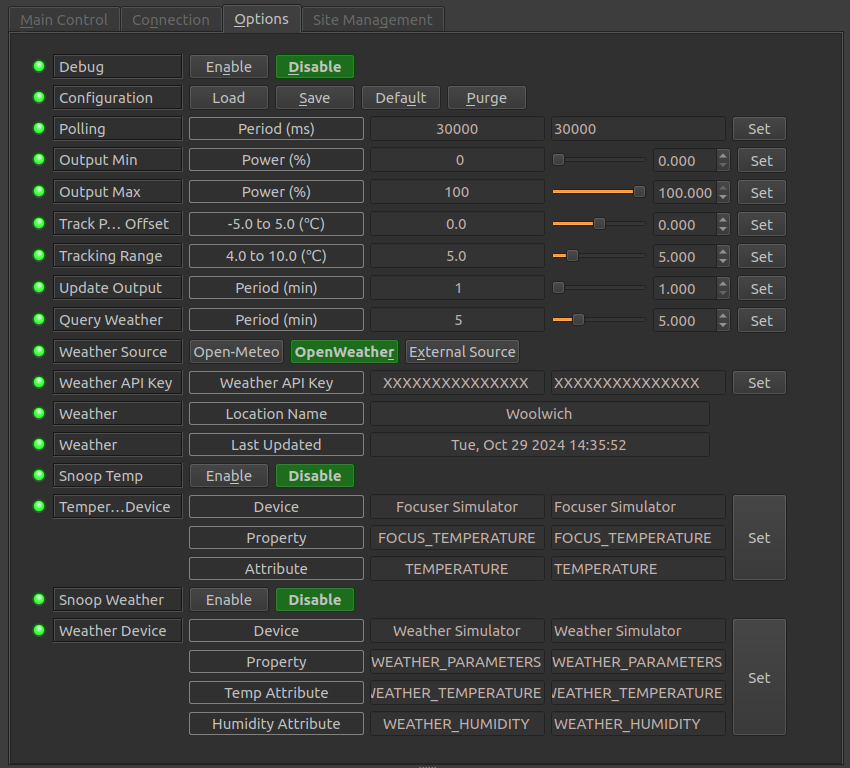 Main Control Connection Options Site Management
Debug Enable Disable
Configuration Load Save Default Purge
Polling Period (ms) 30000 30000 Set
Output Min Power (%) 0 0.000 Set
Output Max Power (%) 100 100.000 Set
Track P... Offset -5.0 to 5.0 (°C) 0.0 0.000 Set
Tracking Range 4.0 to 10.0 (°C) 5.0 5.000 Set
Update Output Period (min) 1 1.000 Set
Query Weather Period (min) 5 5.000 Set
Weather Source Open-Meteo OpenWeather External Source
Weather API Key Weather API Key XXXXXXXXXXXXXXX XXXXXXXXXXXXXXX Set
Weather Location Name Woolwich
Weather Last Updated Tue, Oct 29 2024 14:35:52
Snoop Temp Enable Disable
Temper...Device Device Focuser Simulator Focuser Simulator
Property FOCUS_TEMPERATURE FOCUS_TEMPERATURE Set
Attribute TEMPERATURE TEMPERATURE
Snoop Weather Enable Disable
Weather Device Device Weather Simulator Weather Simulator
Property WEATHER_PARAMETERS WEATHER_PARAMETERS
Set
Temp Attribute WEATHER_TEMPERATURE WEATHER_TEMPERATURE
Humidity Attribute WEATHER_HUMIDITY WEATHER_HUMIDITY